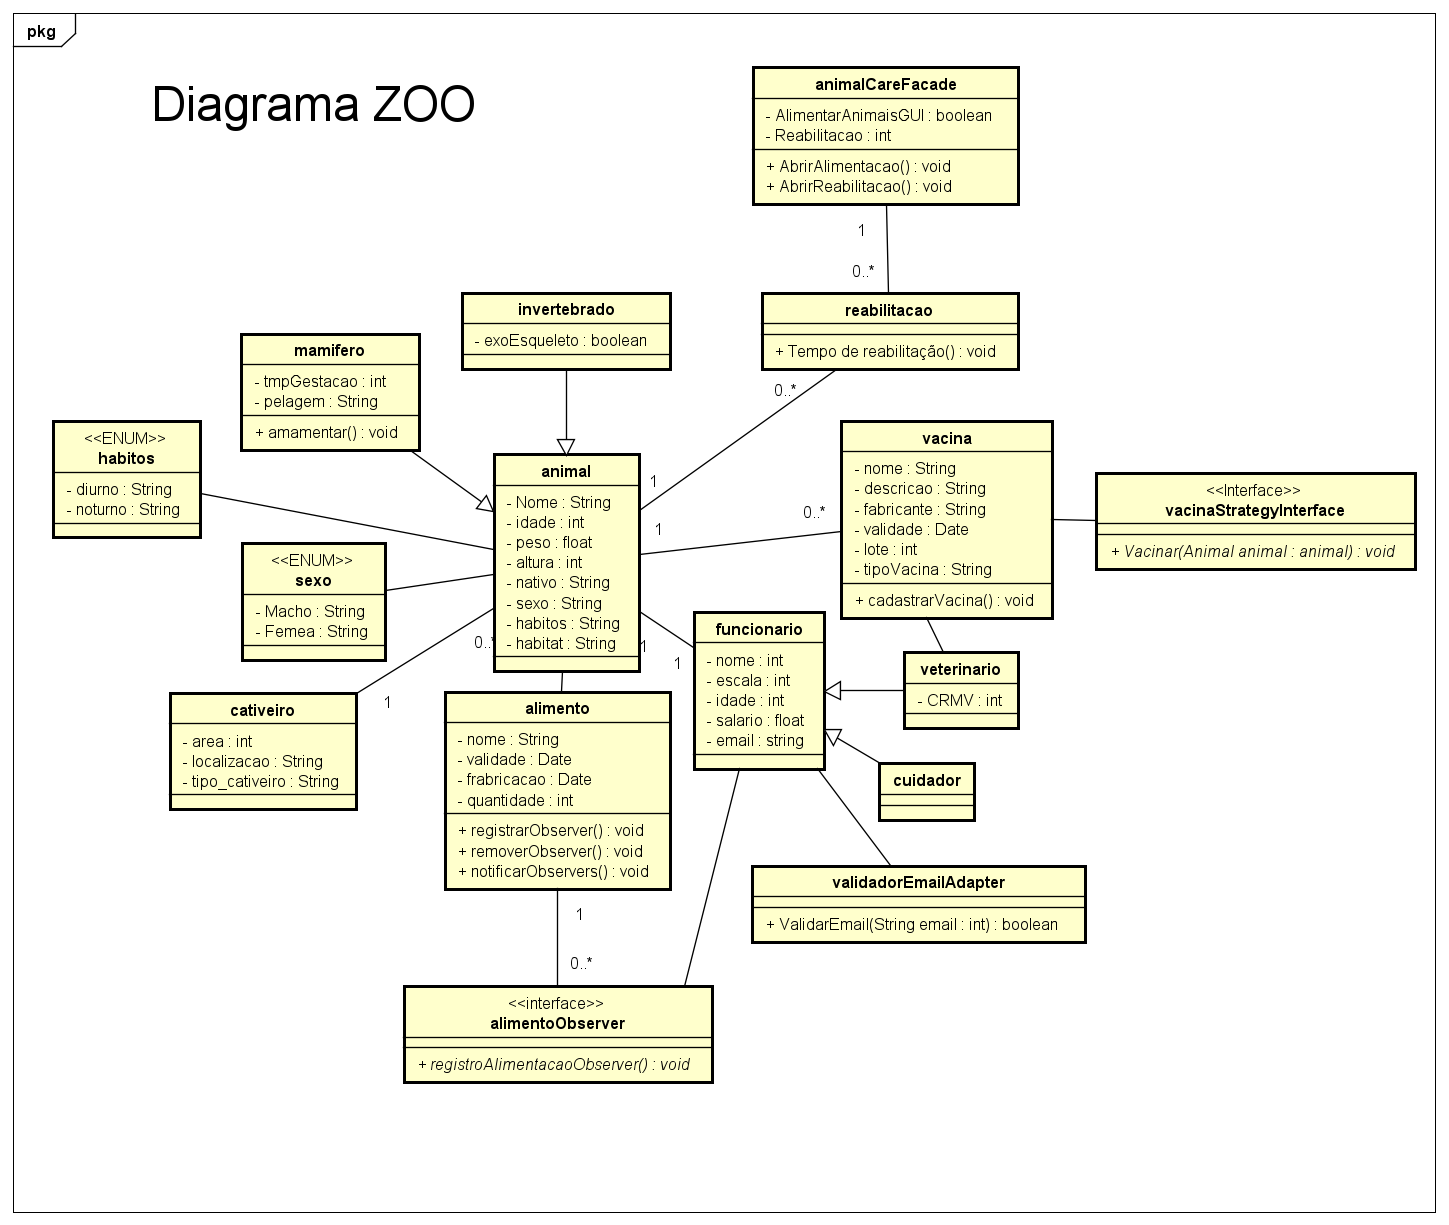 pkg
Diagrama ZOO
animalCareFacade
- AlimentarAnimaisGUI : boolean
- Reabilitacao : int
+ AbrirAlimentacao() : void
+ AbrirReabilitacao() : void
1
0..*
invertebrado
- exoEsqueleto : boolean
reabilitacao
+ Tempo de reabilitação() : void
0..*
1
mamifero
- tmpGestacao : int
- pelagem : String
+ amamentar() : void
<<ENUM>>
habitos
- diurno : String
- noturno : String
animal
- Nome : String
- idade : int
- peso : float
- altura : int
- nativo : String
- sexo : String
- habitos : String
- habitat : String
1
0..*
vacina
- nome : String
- descricao : String
- fabricante : String
- validade : Date
- lote : int
- tipoVacina : String
+ cadastrarVacina() : void
<<Interface>>
vacinaStrategyInterface
+ Vacinar(Animal animal : animal) : void
<<ENUM>>
sexo
- Macho : String
- Femea : String
0..*
1
1
1
funcionario
- nome : int
- escala : int
- idade : int
- salario : float
- email : string
veterinario
- CRMV : int
cativeiro
- area : int
- localizacao : String
- tipo_cativeiro : String
alimento
- nome : String
- validade : Date
- frabricacao : Date
- quantidade : int
+ registrarObserver() : void
+ removerObserver() : void
+ notificarObservers() : void
cuidador
validadorEmailAdapter
+ ValidarEmail(String email : int) : boolean
1
0..*
<<interface>>
alimentoObserver
+ registroAlimentacaoObserver() : void